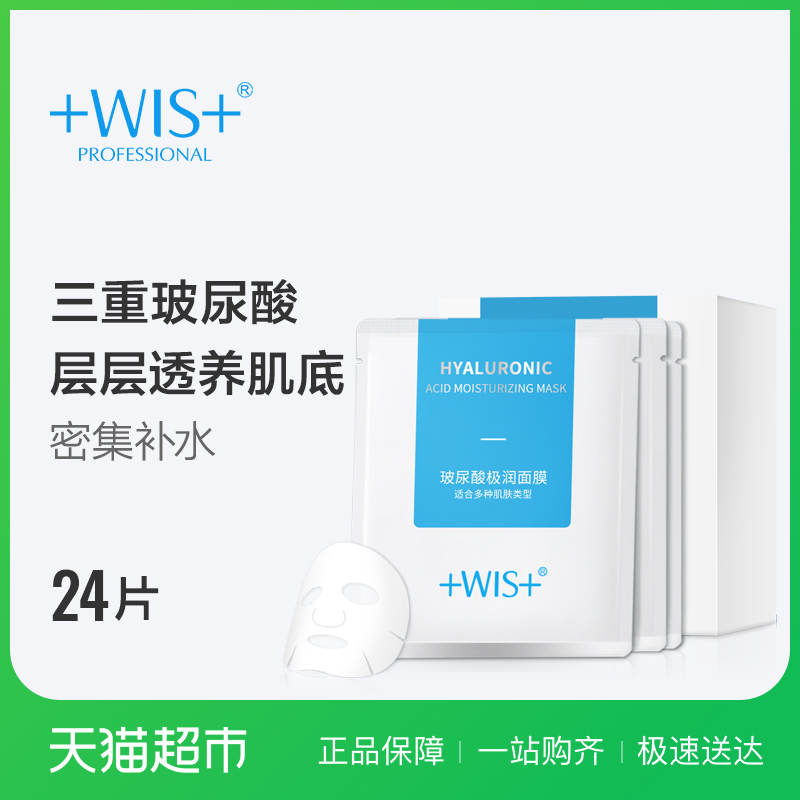 +WIS+®
PROFESSIONAL
三重玻尿酸
层层透养肌底
密集补水
24片
HYALURONIC
ACID MOISTURIZING MASK
玻尿酸极润面膜
适合多种肌肤类型
+WIS+®
天猫超市
正品保障 | 一站购齐 | 极速送达